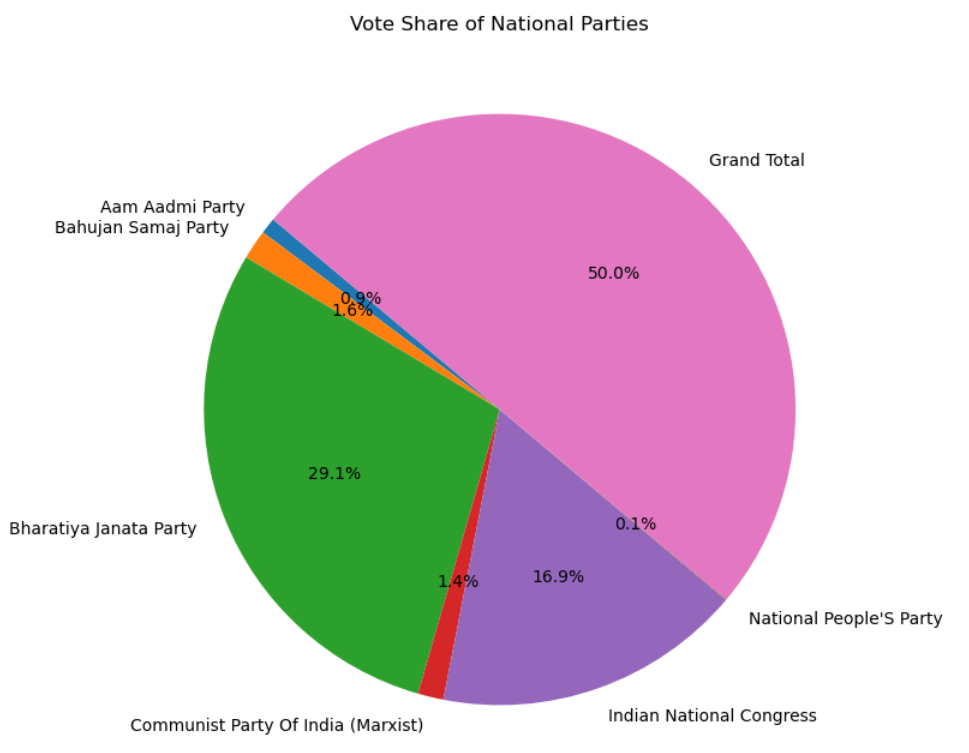 Vote Share of National Parties
Grand Total
Aam Aadmi Party
Bahujan Samaj Party
50.0%
0.9%
1.6%
29.1%
Bharatiya Janata Party
0.1%
16.9%
1.4%
National People'S Party
Indian National Congress
Communist Party Of India (Marxist)